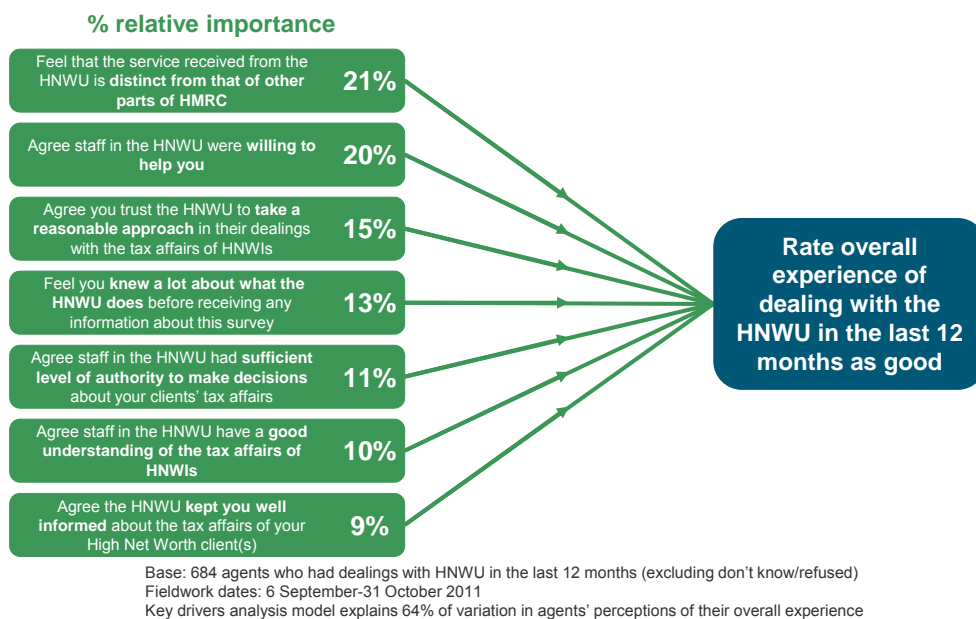 % relative importance
Feel that the service received from the
HNWU is distinct from that of other
parts of HMRC
21%
Agree staff in the HNWU were willing to
help you
20%
Agree you trust the HNWU to take a
reasonable approach in their dealings
with the tax affairs of HNWIs
15%
Feel you knew a lot about what the
HNWU does before receiving any
information about this survey
13%
Agree staff in the HNWU had sufficient
level of authority to make decisions
about your clients' tax affairs
11%
Agree staff in the HNWU have a good
understanding of the tax affairs of
HNWIs
10%
Agree the HNWU kept you well
informed about the tax affairs of your
High Net Worth client(s)
9%
Rate overall
experience of
dealing with the
HNWU in the last 12
months as good
Base: 684 agents who had dealings with HNWU in the last 12 months (excluding don't know/refused)
Fieldwork dates: 6 September-31 October 2011
Key drivers analysis model explains 64% of variation in agents' perceptions of their overall experience